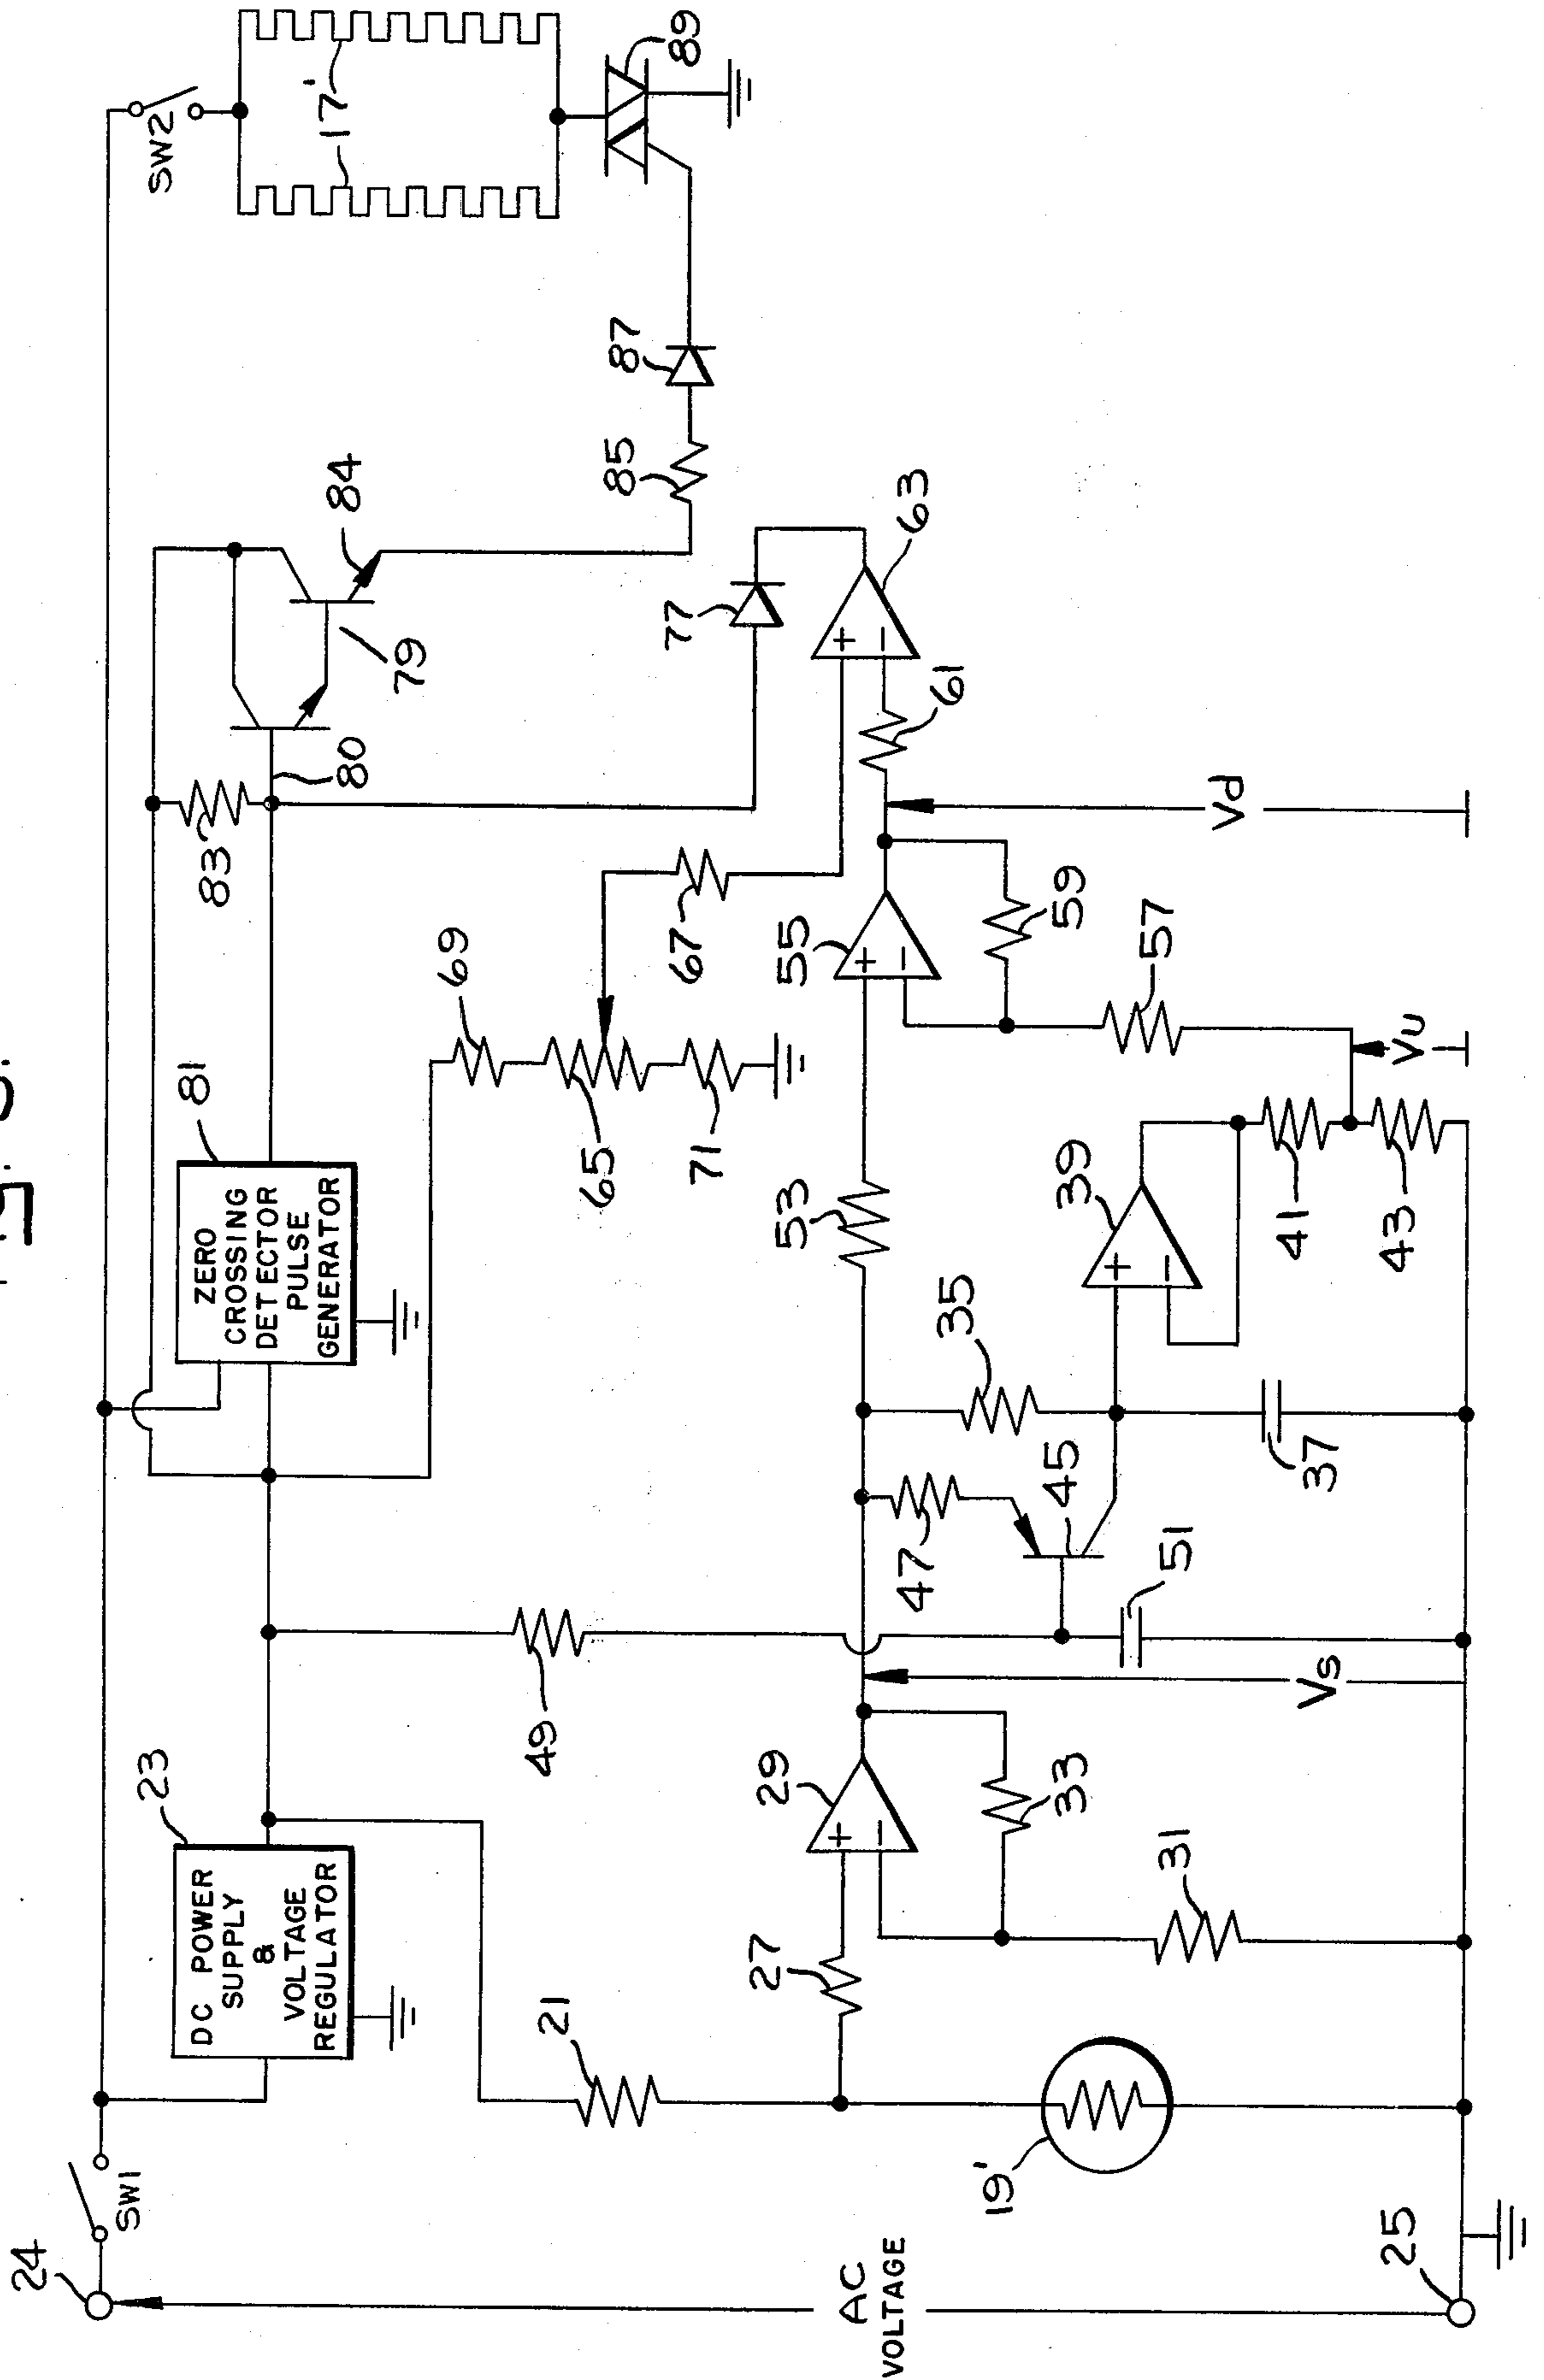 24
SW1
AC
VOLTAGE
25
23
DC POWER
SUPPLY
&
VOLTAGE
REGULATOR
21
19'
27
29
31
33
49
Vs
51
47
45
35
37
39
41
43
53
55
57
59
Vu
Vd
81
ZERO
CROSSING
DETECTOR
PULSE
GENERATOR
69
65
71
67
61
63
77
83
80
79
84
85
87
89
SW2
17'
+
−
+
−
+
−
+
−